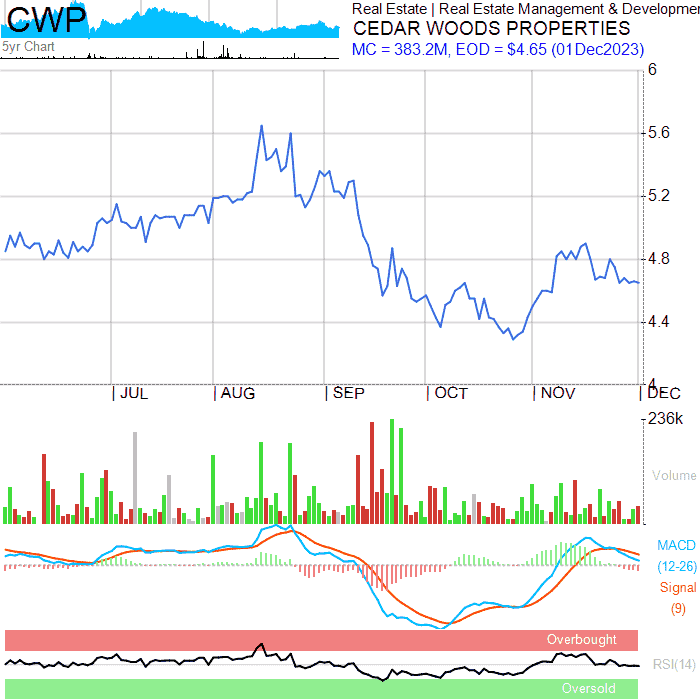 CWP
5yr Chart
Real Estate | Real Estate Management & Developmen
CEDAR WOODS PROPERTIES
MC = 383.2M, EOD = $4.65 (01Dec2023)
6
5.6
5.2
4.8
4.4
4
JUL AUG SEP OCT NOV DEC
236k
Volume
MACD
(12-26)
Signal
(9)
Overbought
RSI(14)
Oversold